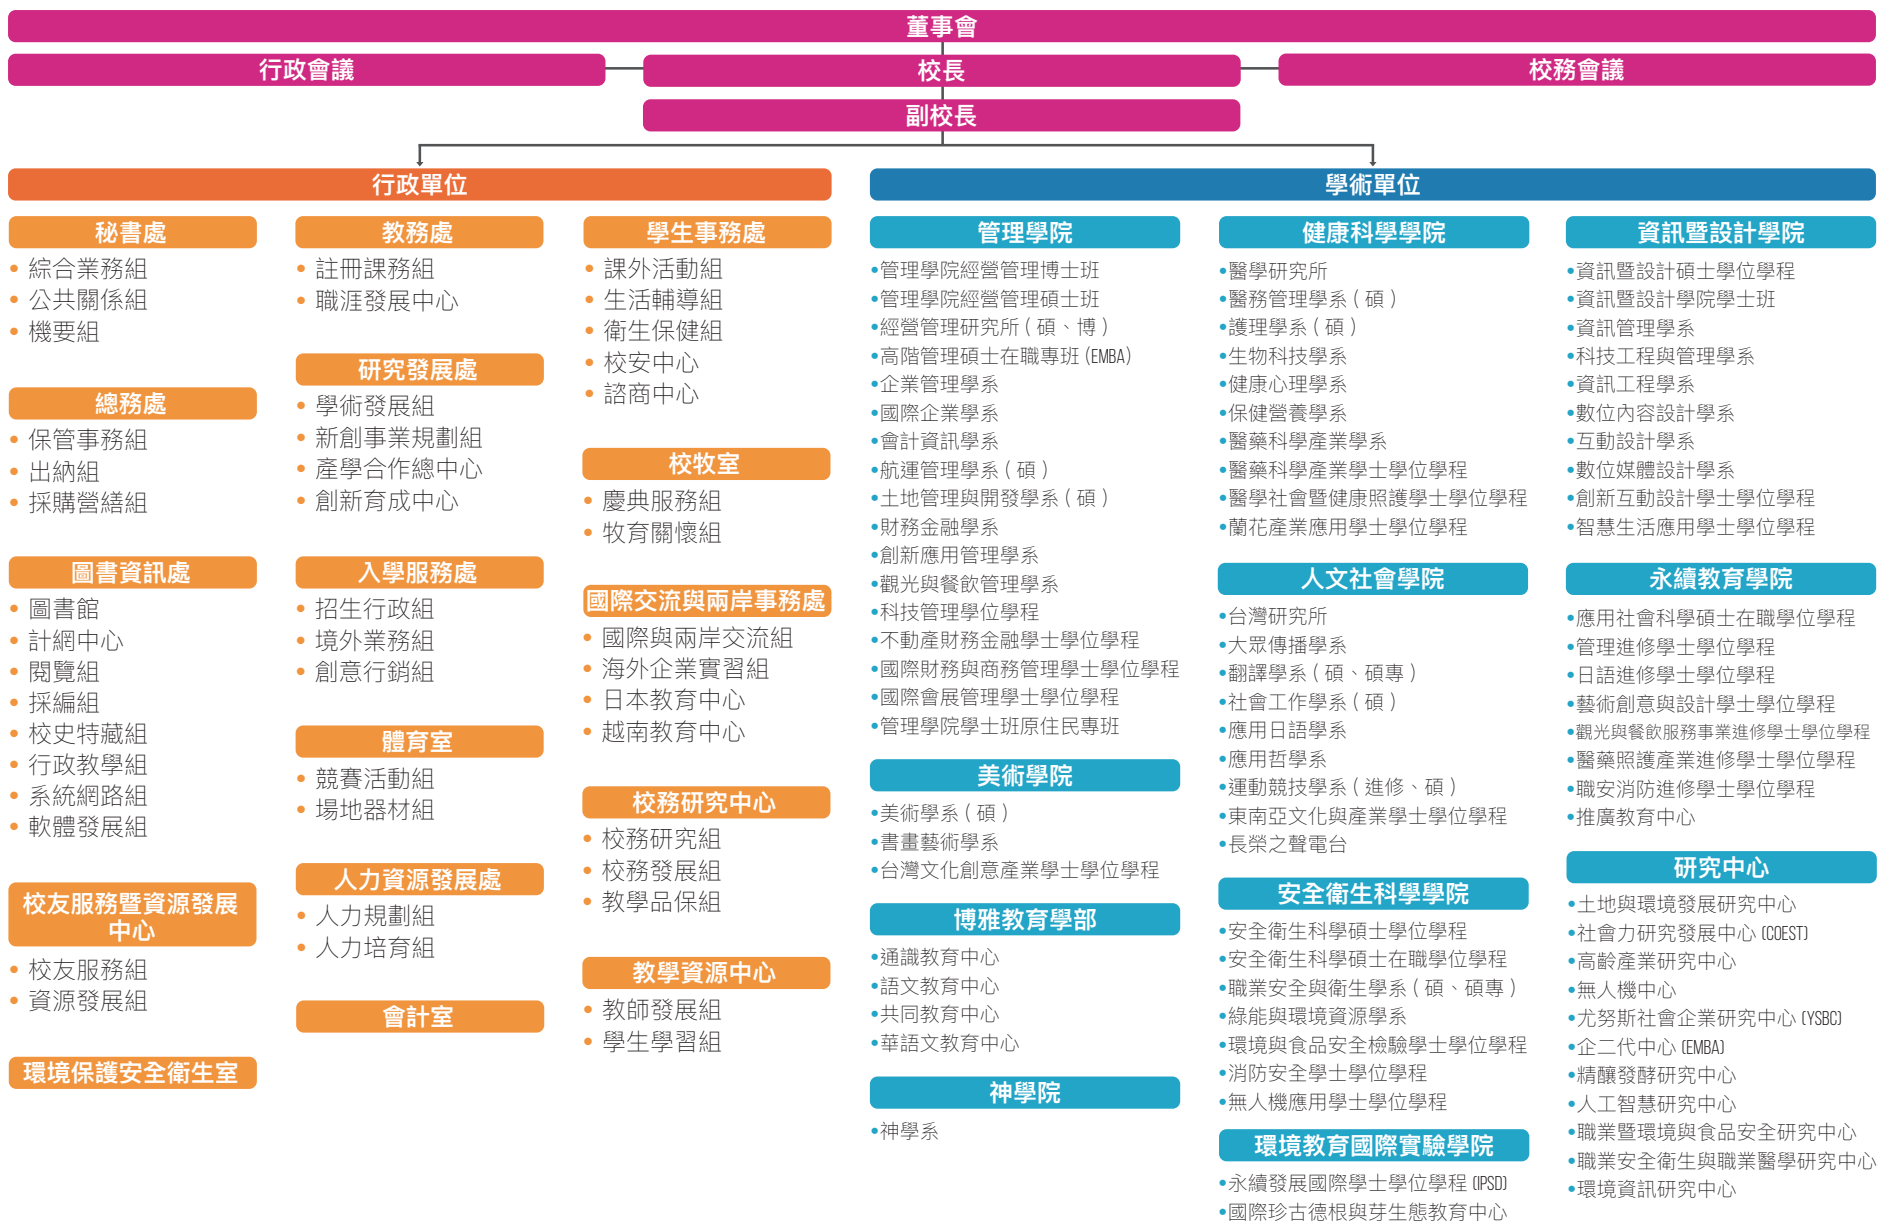 董事會
行政會議
校長
校務會議
副校長
行政單位
秘書處
綜合業務組
公共關係組
機要組
總務處
保管事務組
出納組
採購營繕組
圖書資訊處
圖書館
計網中心
閱覽組
採編組
校史特藏組
行政教學組
系統網路組
軟體發展組
校友服務暨資源發展
中心
校友服務組
資源發展組
環境保護安全衛生室
教務處
註冊課務組
職涯發展中心
研究發展處
學術發展組
新創事業規劃組
產學合作總中心
創新育成中心
入學服務處
招生行政組
境外業務組
創意行銷組
體育室
競賽活動組
場地器材組
人力資源發展處
人力規劃組
人力培育組
會計室
學生事務處
課外活動組
生活輔導組
衛生保健組
校安中心
諮商中心
校牧室
慶典服務組
牧育關懷組
國際交流與兩岸事務處
國際與兩岸交流組
海外企業實習組
日本教育中心
越南教育中心
校務研究中心
校務研究組
校務發展組
教學品保組
教學資源中心
教師發展組
學生學習組
學術單位
管理學院
管理學院經營管理博士班
管理學院經營管理碩士班
經營管理研究所(碩、博)
高階管理碩士在職專班(EMBA)
企業管理學系
國際企業學系
會計資訊學系
航運管理學系(碩)
土地管理與開發學系(碩)
財務金融學系
創新應用管理學系
觀光與餐飲管理學系
科技管理學位學程
不動產財務金融學士學位學程
國際財務與商務管理學士學位學程
國際會展管理學士學位學程
管理學院學士班原住民專班
美術學院
美術學系(碩)
書畫藝術學系
台灣文化創意產業學士學位學程
博雅教育學部
通識教育中心
語文教育中心
共同教育中心
華語文教育中心
神學院
神學系
健康科學學院
醫學研究所
醫務管理學系(碩)
護理學系(碩)
生物科技學系
健康心理學系
保健營養學系
醫藥科學產業學系
醫藥科學產業學士學位學程
醫學社會暨健康照護學士學位學程
蘭花產業應用學士學位學程
人文社會學院
台灣研究所
大眾傳播學系
翻譯學系(碩、碩專)
社會工作學系(碩)
應用日語學系
應用哲學系
運動競技學系(進修、碩)
東南亞文化與產業學士學位學程
長榮之聲電台
安全衛生科學學院
安全衛生科學碩士學位學程
安全衛生科學碩士在職學位學程
職業安全與衛生學系(碩、碩專)
綠能與環境資源學系
環境與食品安全檢驗學士學位學程
消防安全學士學位學程
無人機應用學士學位學程
環境教育國際實驗學院
永續發展國際學士學位學程(IPSD)
國際珍古德根與芽生態教育中心
資訊暨設計學院
資訊暨設計碩士學位學程
資訊暨設計學院學士班
資訊管理學系
科技工程與管理學系
資訊工程學系
數位內容設計學系
互動設計學系
數位媒體設計學系
創新互動設計學士學位學程
智慧生活應用學士學位學程
永續教育學院
應用社會科學碩士在職學位學程
管理進修學士學位學程
日語進修學士學位學程
藝術創意與設計學士學位學程
觀光與餐飲服務事業進修學士學位學程
醫藥照護產業進修學士學位學程
職安消防進修學士學位學程
推廣教育中心
研究中心
土地與環境發展研究中心
社會力研究發展中心(COEST)
高齡產業研究中心
無人機中心
尤努斯社會企業研究中心(YSBC)
企二代中心(EMBA)
精釀發酵研究中心
人工智慧研究中心
職業暨環境與食品安全研究中心
職業安全衛生與職業醫學研究中心
環境資訊研究中心